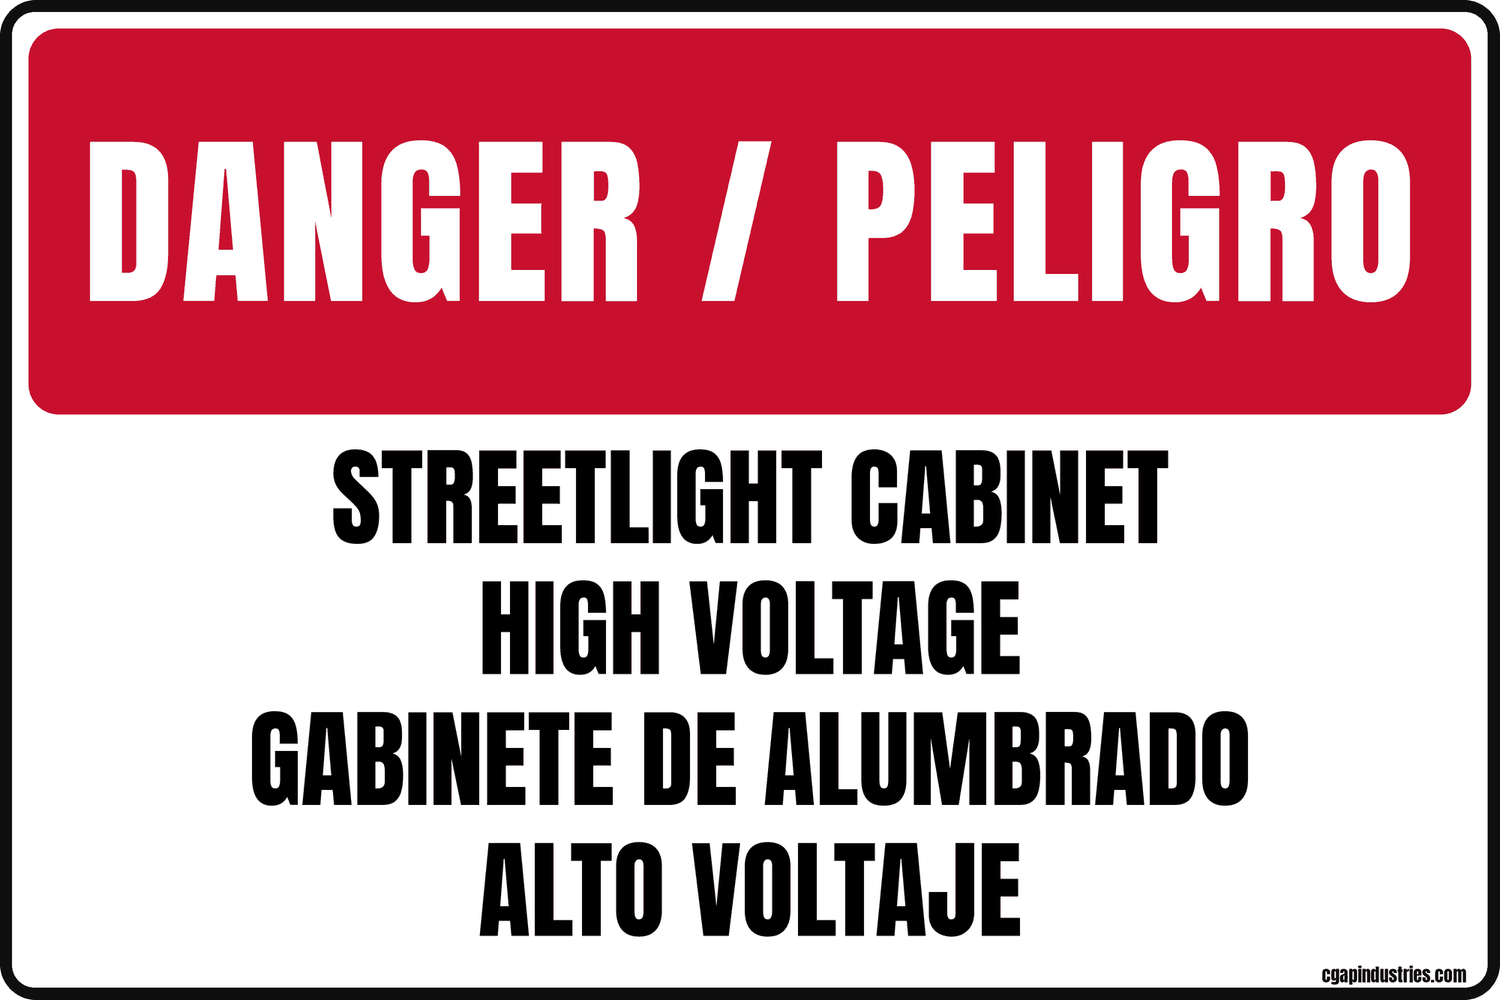 DANGER / PELIGRO
STREETLIGHT CABINET
HIGH VOLTAGE
GABINETE DE ALUMBRADO
ALTO VOLTAJE
cgapindustries.com